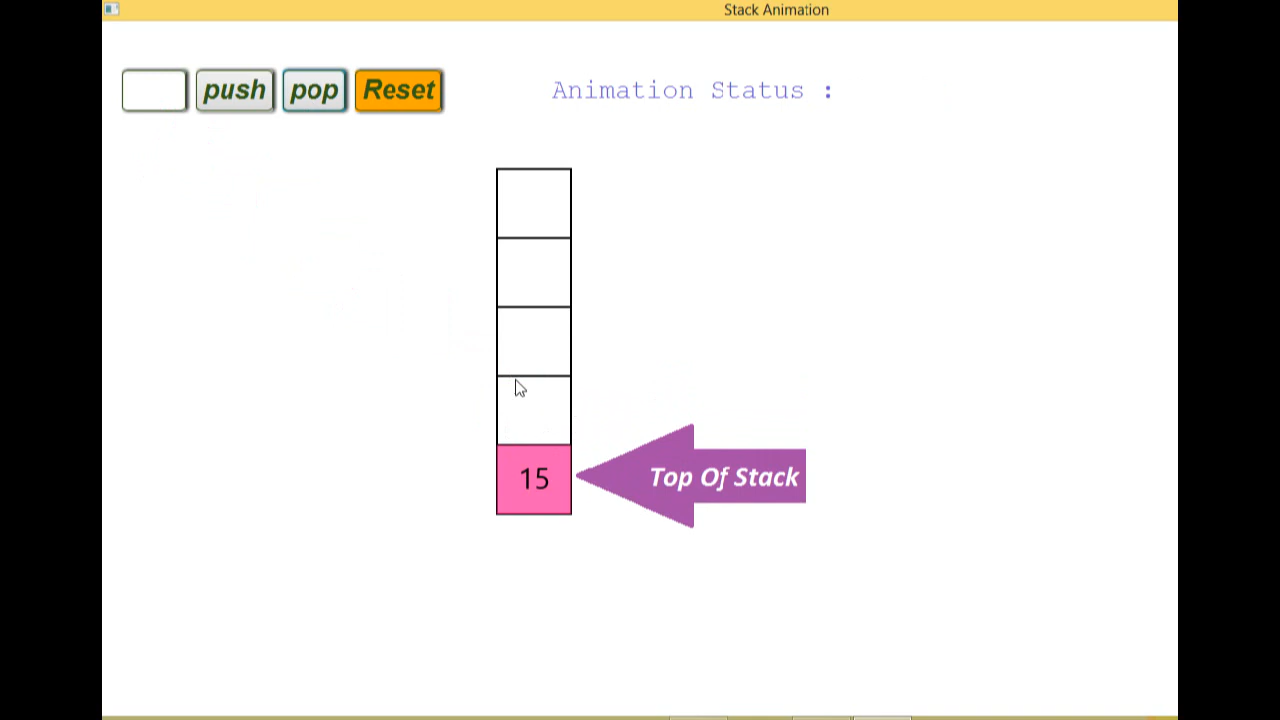 Stack Animation
push pop Reset
Animation Status :
15
Top Of Stack